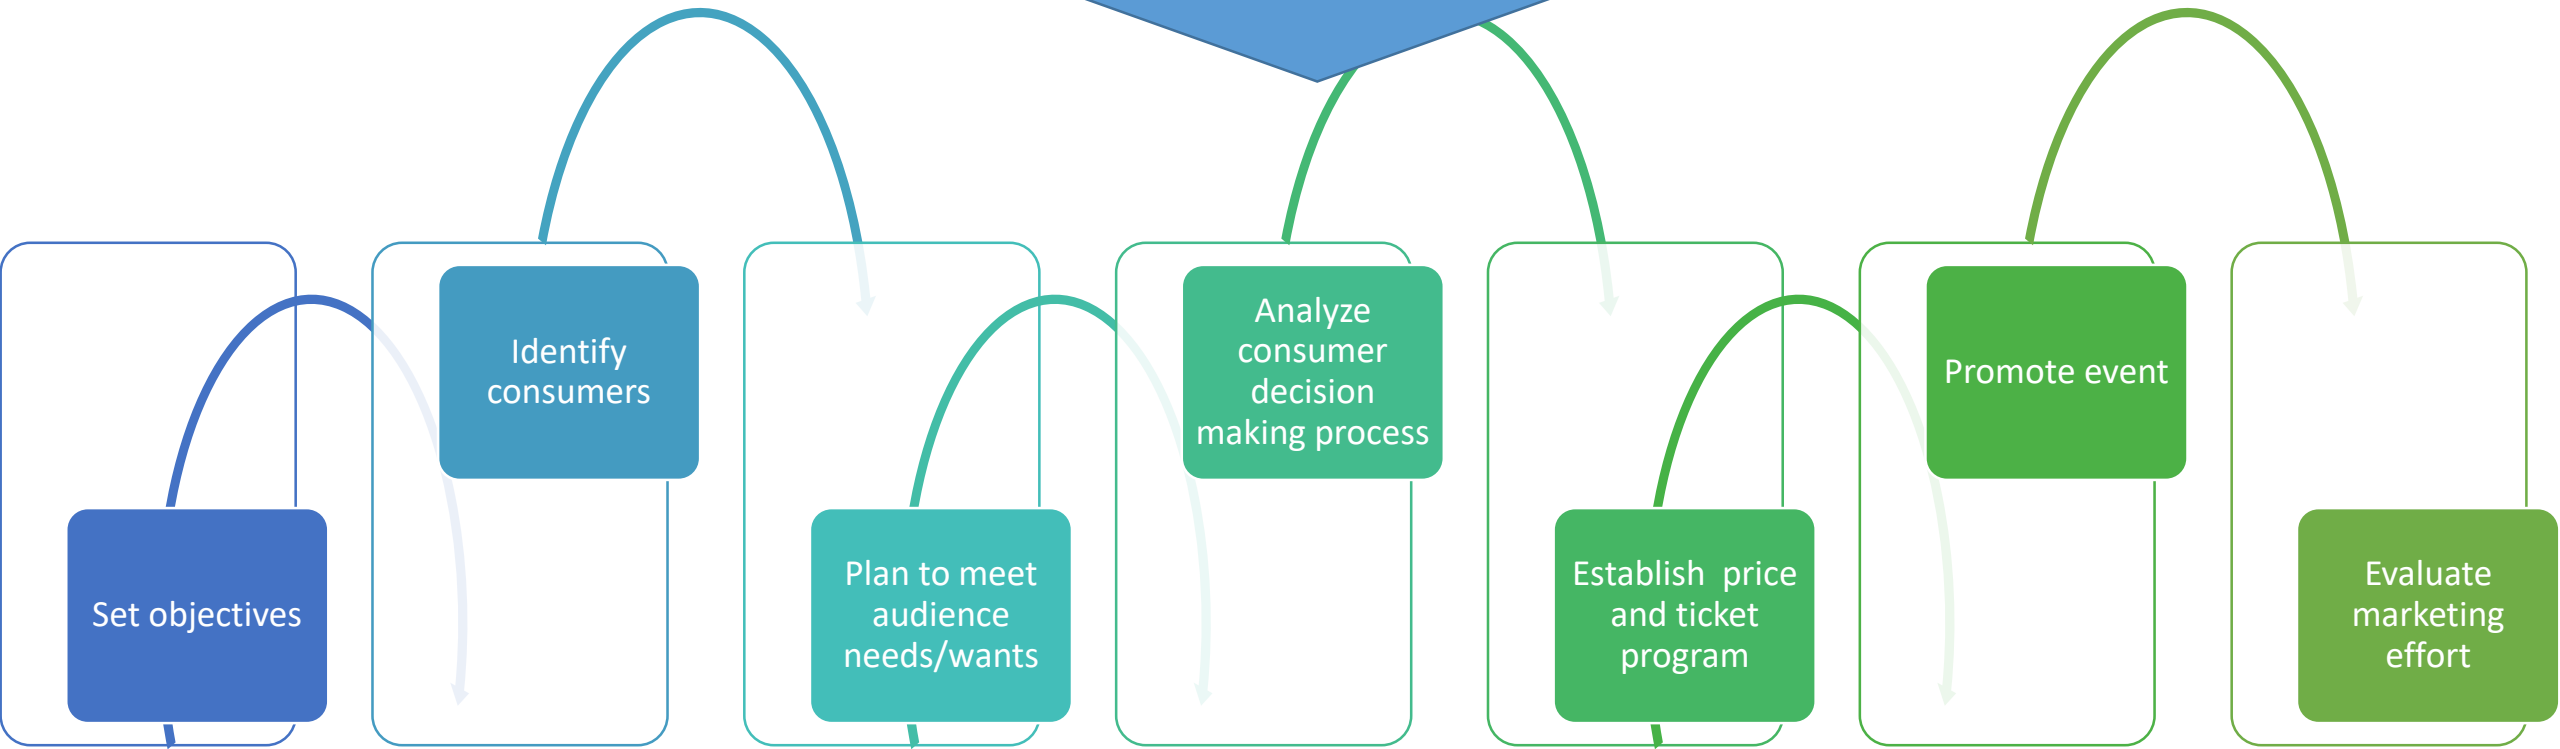 Set objectives
Identify
consumers
Plan to meet
audience
needs/wants
Analyze
consumer
decision
making process
Establish  price
and ticket
program
Promote event
Evaluate
marketing
effort